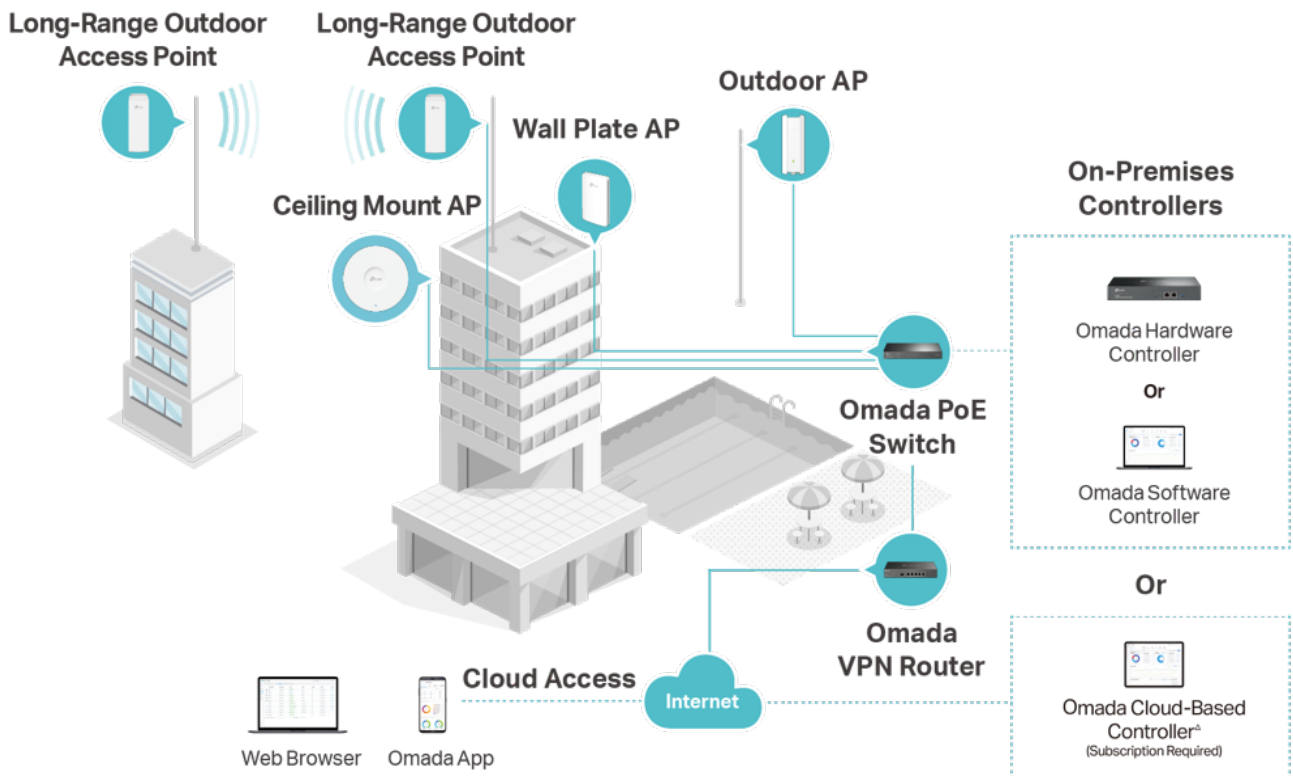 Long-Range Outdoor
Access Point
Long-Range Outdoor
Access Point
Outdoor AP
Wall Plate AP
Ceiling Mount AP
On-Premises
Controllers
Omada Hardware
Controller
Or
Omada Software
Controller
Omada PoE
Switch
Or
Omada
VPN Router
Cloud Access
Internet
Web Browser
Omada App
Omada Cloud-Based
Controller△
(Subscription Required)